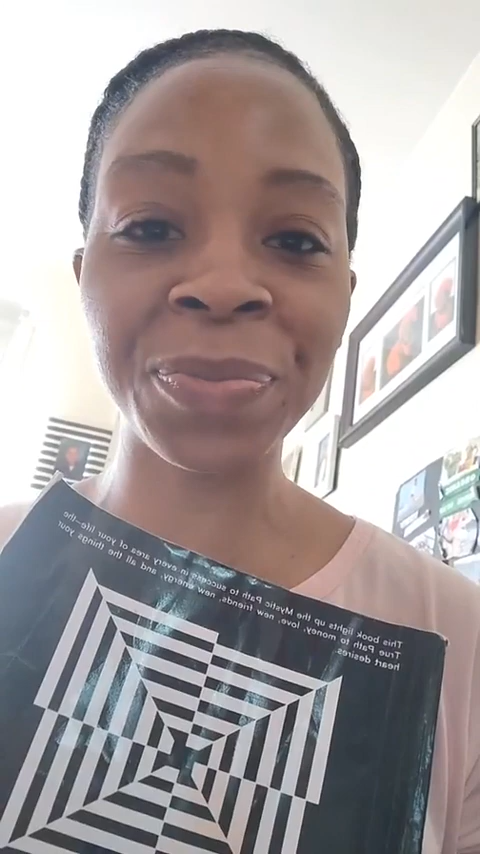 This book lights up the Mystic Path to success in every area of your life—the
True Path to money, love, new friends, new energy, and all the things your
heart desires.